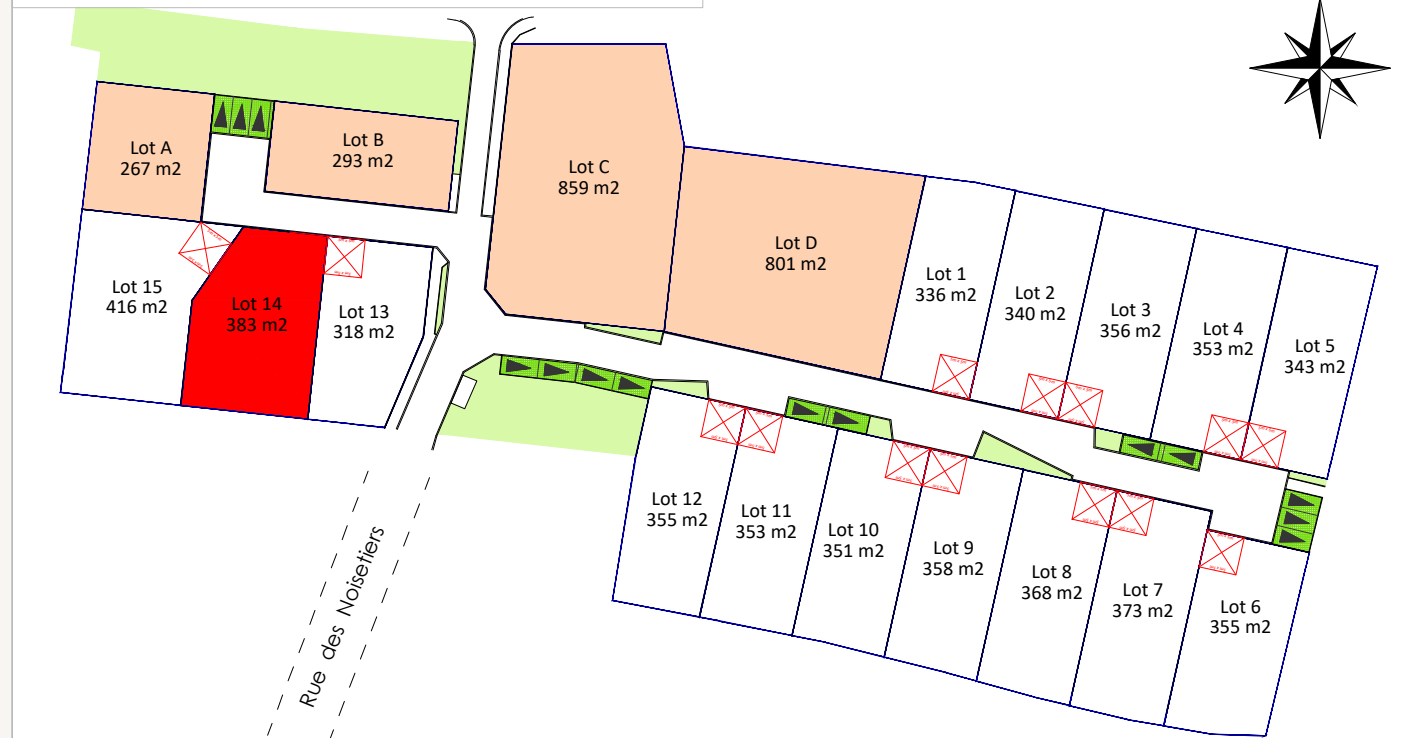 Lot A
267 m2
Lot B
293 m2
Lot C
859 m2
Lot D
801 m2
Lot 1
336 m2
Lot 2
340 m2
Lot 3
356 m2
Lot 4
353 m2
Lot 5
343 m2
Lot 15
416 m2
Lot 14
383 m2
Lot 13
318 m2
Lot 12
355 m2
Lot 11
353 m2
Lot 10
351 m2
Lot 9
358 m2
Lot 8
368 m2
Lot 7
373 m2
Lot 6
355 m2
Rue des Noisetiers